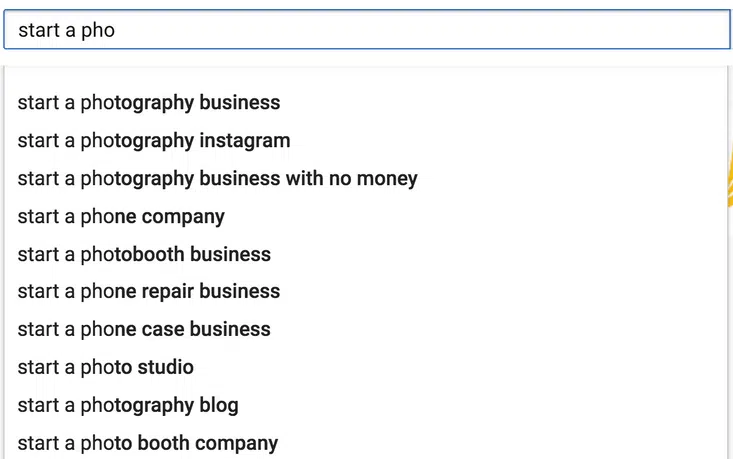 start a pho
start a photography business
start a photography instagram
start a photography business with no money
start a phone company
start a photobooth business
start a phone repair business
start a phone case business
start a photo studio
start a photography blog
start a photo booth company